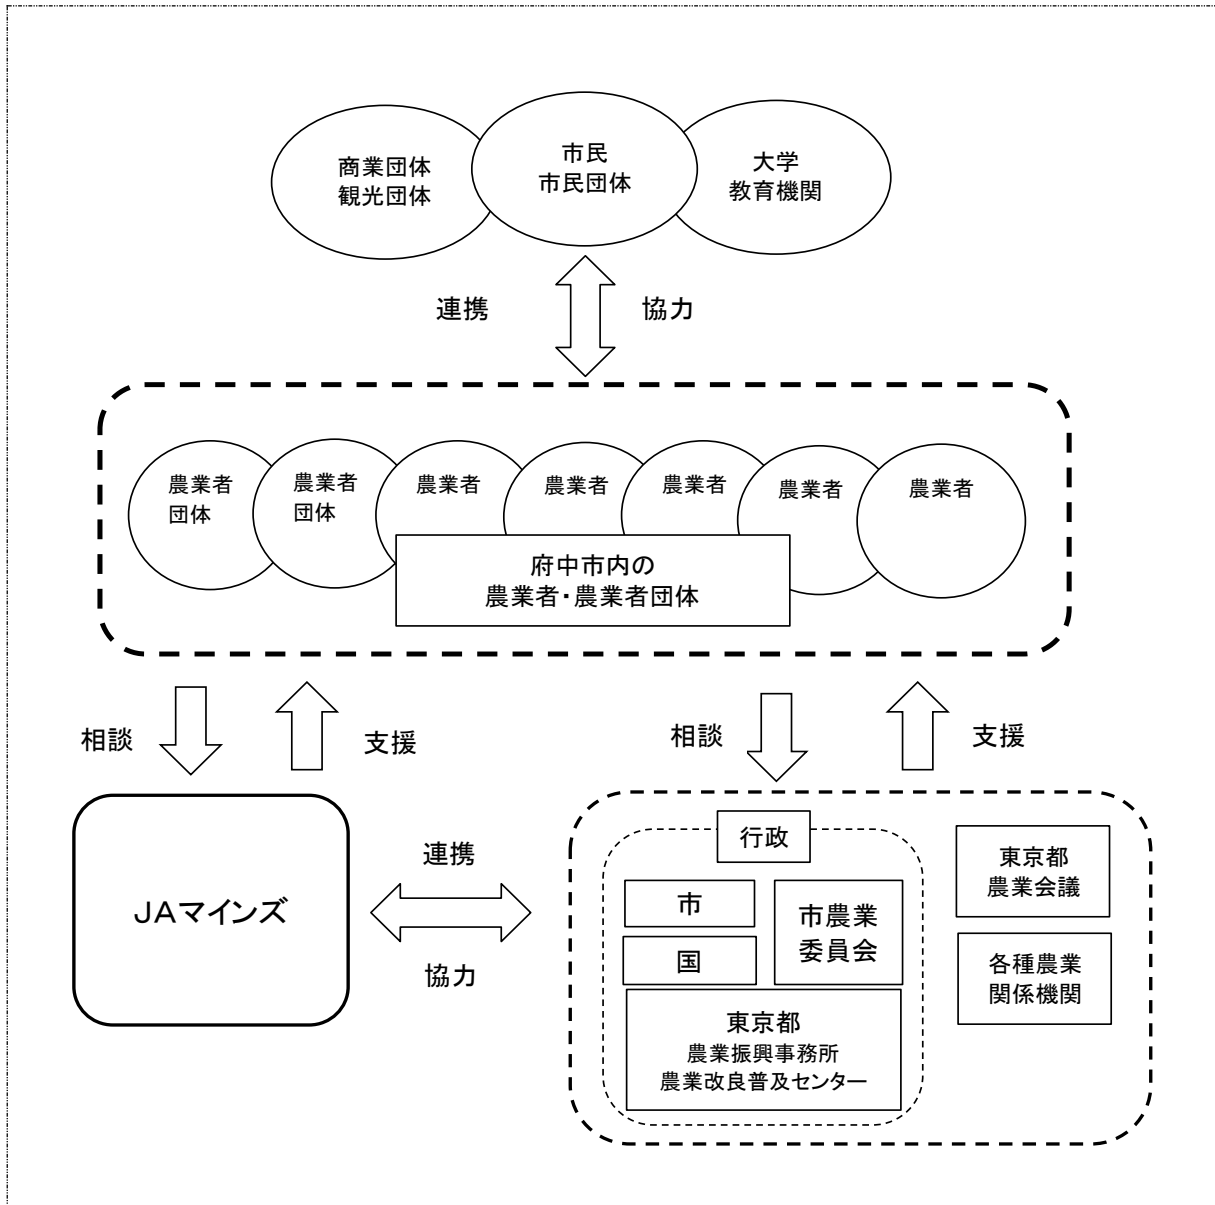 商業団体
観光団体
市民
市民団体
大学
教育機関
連携
協力
農業者
団体
農業者
団体
農業者
農業者
農業者
農業者
農業者
府中市内の
農業者・農業者団体
相談
支援
相談
支援
JAマインズ
連携
協力
行政
市
国
市農業
委員会
東京都
農業振興事務所
農業改良普及センター
東京都
農業会議
各種農業
関係機関